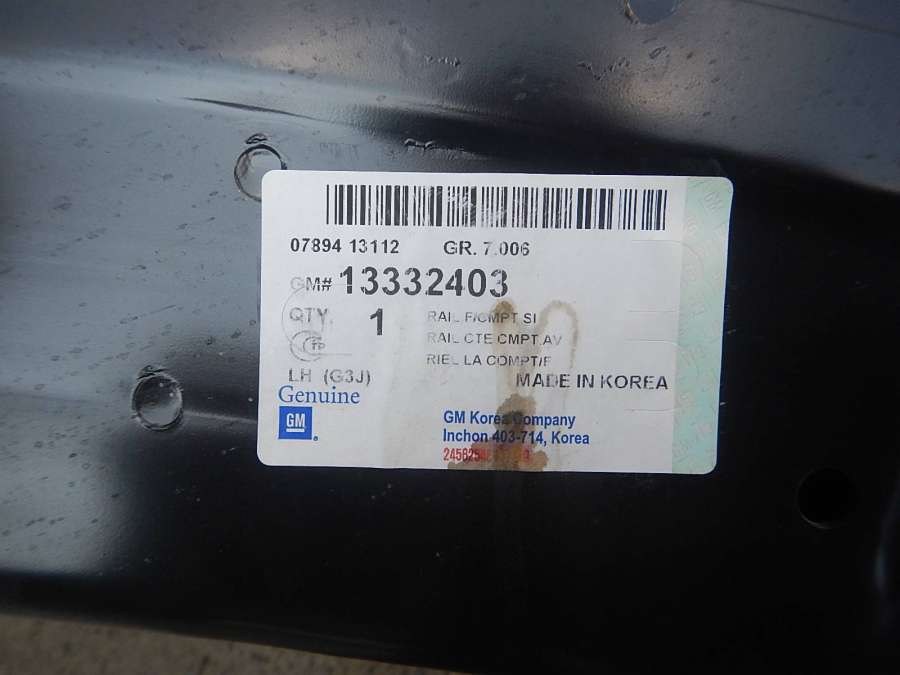 07894 13112 GR. 7.006
GM# 13332403
QTY 1 RAIL F/CMPT SI
RAIL CTE CMPT.AV
RIEL LA COMPT/F
LH (G3J) MADE IN KOREA
Genuine
GM
GM Korea Company
Inchon 403-714, Korea